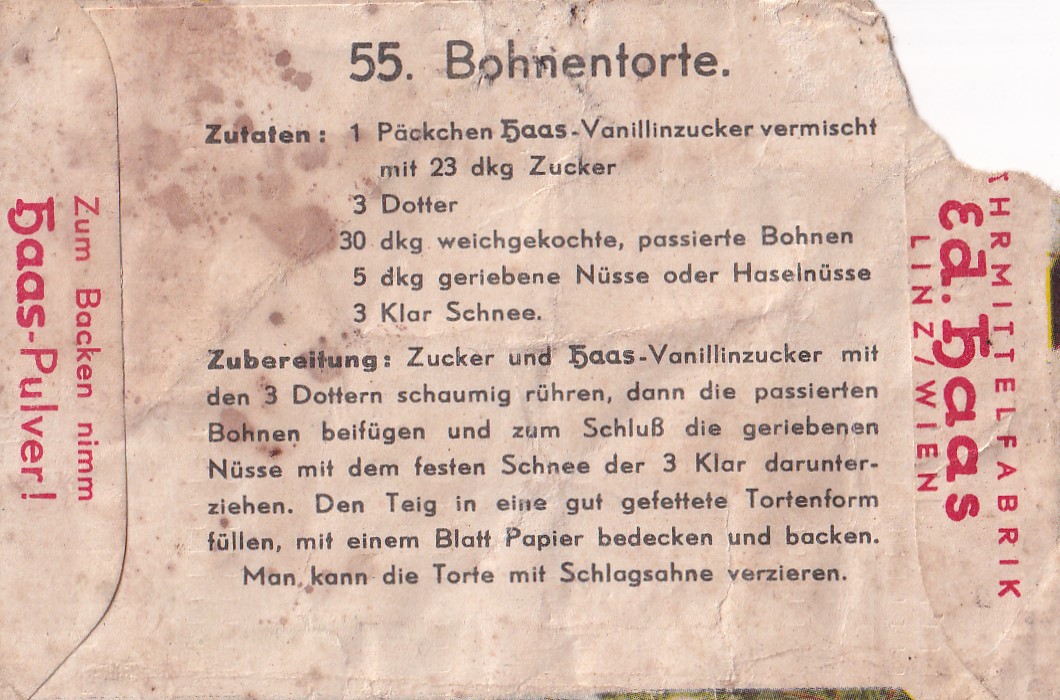 55. Bohnentorte.
Zutaten: 1 Päckchen Haas-Vanillinzucker vermischt
mit 23 dkg Zucker
3 Dotter
30 dkg weichgekochte, passierte Bohnen
5 dkg geriebene Nüsse oder Haselnüsse
3 Klar Schnee.
Zubereitung: Zucker und Haas-Vanillinzucker mit
den 3 Dottern schaumig rühren, dann die passierten
Bohnen beifügen und zum Schluß die geriebenen
Nüsse mit dem festen Schnee der 3 Klar darunter-
ziehen. Den Teig in eine gut gefettete Tortenform
füllen, mit einem Blatt Papier bedecken und backen.
Man kann die Torte mit Schlagsahne verzieren.
Zum Backen nimm
Haas-Pulver!
HRMITTELFABRIK
Ed. Haas
LINZ/WIEN